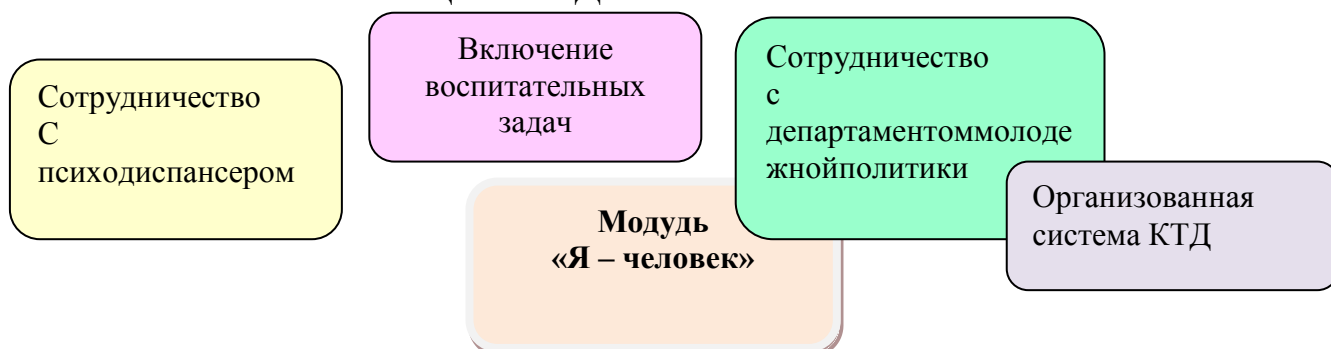 Сотрудничество
С
психодиспансером
Включение
воспитательных
задач
Сотрудничество
с
департаментоммолоде
жнойполитики
Организованная
система КТД
Модудь
«Я – человек»